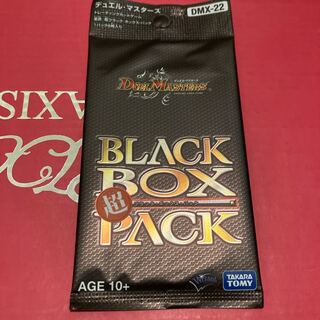 デュエル・マスターズ
DMX-22
トレーディングカードゲーム
DUEL MASTERS
BLACK
BOX
超
PACK
AGE 10+
TAKARA
TOMY
AXIS